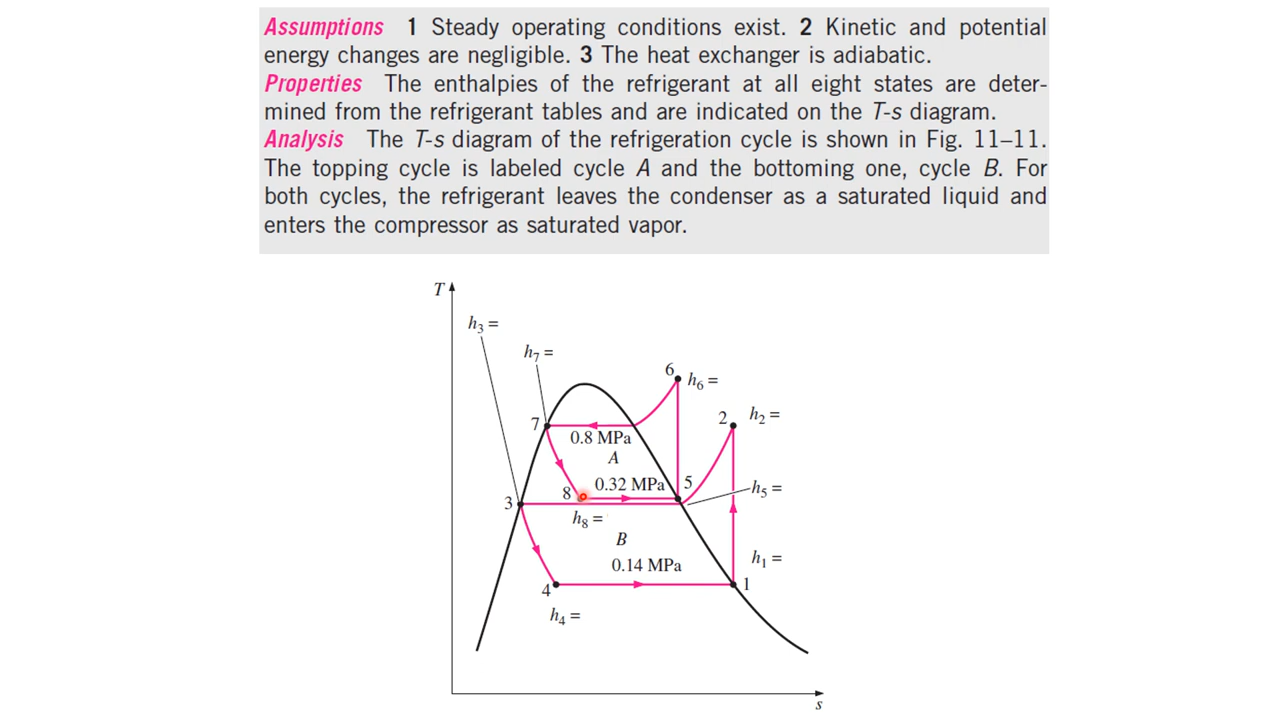 Assumptions 1 Steady operating conditions exist. 2 Kinetic and potential
energy changes are negligible. 3 The heat exchanger is adiabatic.
Properties The enthalpies of the refrigerant at all eight states are deter-
mined from the refrigerant tables and are indicated on the T-s diagram.
Analysis The T-s diagram of the refrigeration cycle is shown in Fig. 11–11.
The topping cycle is labeled cycle A and the bottoming one, cycle B. For
both cycles, the refrigerant leaves the condenser as a saturated liquid and
enters the compressor as saturated vapor.
T
h₃ =
h₇ =
6
h₆ =
2
h₂ =
7
0.8 MPa
A
8
0.32 MPa
5
h₅ =
3
h₈ =
B
0.14 MPa
h₁ =
4
1
h₄ =
s